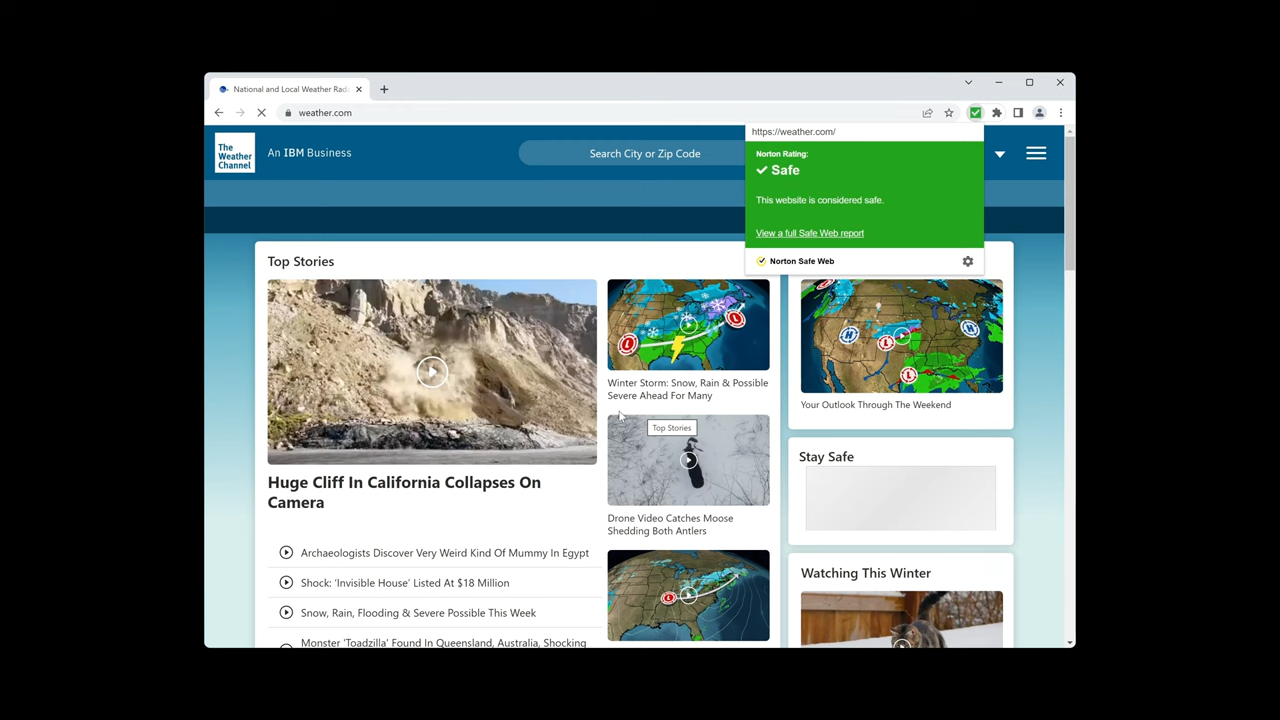 National and Local Weather Rada
weather.com
https://weather.com/
The
Weather
Channel
An IBM Business
Search City or Zip Code
Norton Rating:
Safe
This website is considered safe.
View a full Safe Web report
Norton Safe Web
Top Stories
Huge Cliff In California Collapses On
Camera
Archaeologists Discover Very Weird Kind Of Mummy In Egypt
Shock: 'Invisible House' Listed At $18 Million
Snow, Rain, Flooding & Severe Possible This Week
Monster 'Toadzilla' Found In Queensland, Australia, Shocking
L
L
Winter Storm: Snow, Rain & Possible
Severe Ahead For Many
Top Stories
Drone Video Catches Moose
Shedding Both Antlers
L
H
H
L
L
Your Outlook Through The Weekend
Stay Safe
Watching This Winter